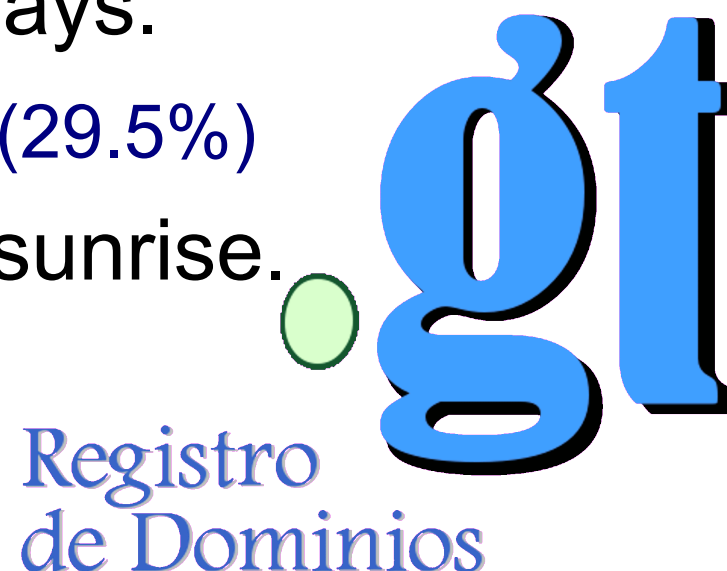 ays.
(29.5%)
sunrise.
.gt
Registro
de Dominios